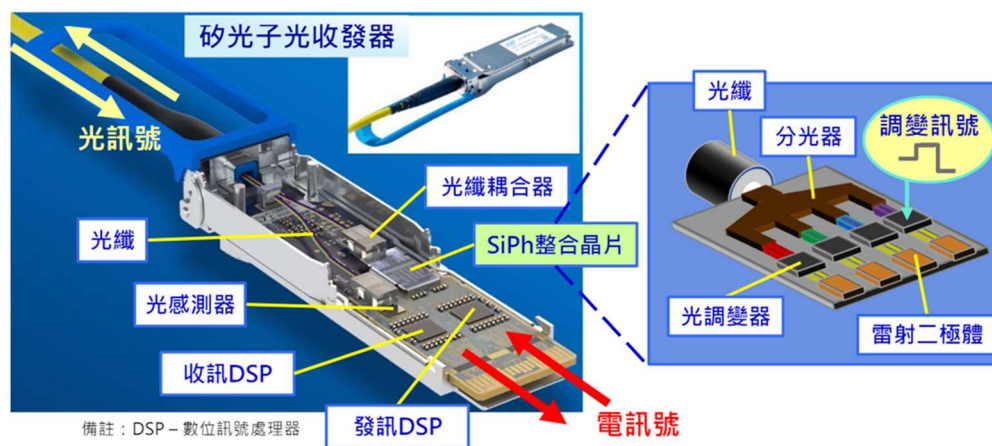 矽光子光收發器
光訊號
光纖耦合器
光纖
SiPh整合晶片
光感測器
收訊DSP
發訊DSP
電訊號
備註：DSP – 數位訊號處理器
光纖
分光器
調變訊號
光調變器
雷射二極體